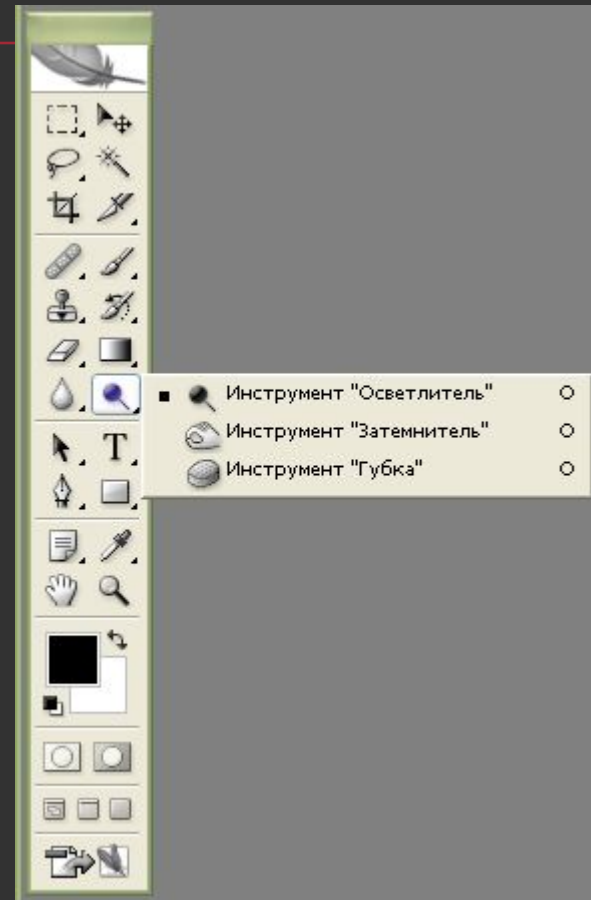 Инструмент "Осветлитель" O
Инструмент "Затемнитель" O
Инструмент "Губка" O
T